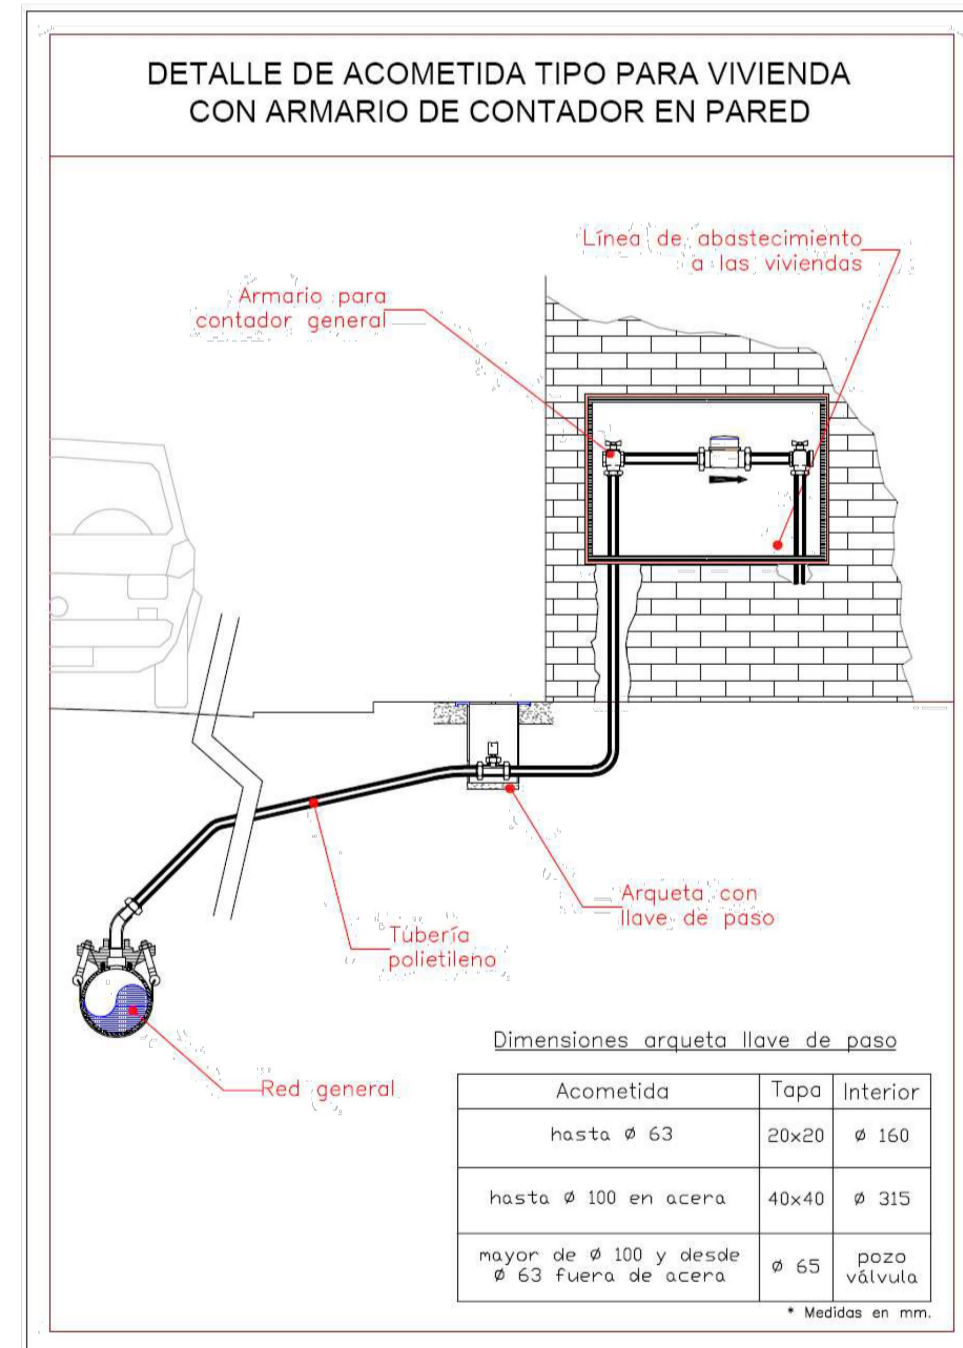 DETALLE DE ACOMETIDA TIPO PARA VIVIENDA
CON ARMARIO DE CONTADOR EN PARED
Línea de abastecimiento
a las viviendas
Armario para
contador general
Arqueta con
llave de paso
Tubería
polietileno
Red general
Dimensiones arqueta llave de paso
Acometida Tapa Interior
hasta ø 63 20x20 ø 160
hasta ø 100 en acera 40x40 ø 315
mayor de ø 100 y desde
ø 63 fuera de acera ø 65 pozo
válvula
* Medidas en mm.